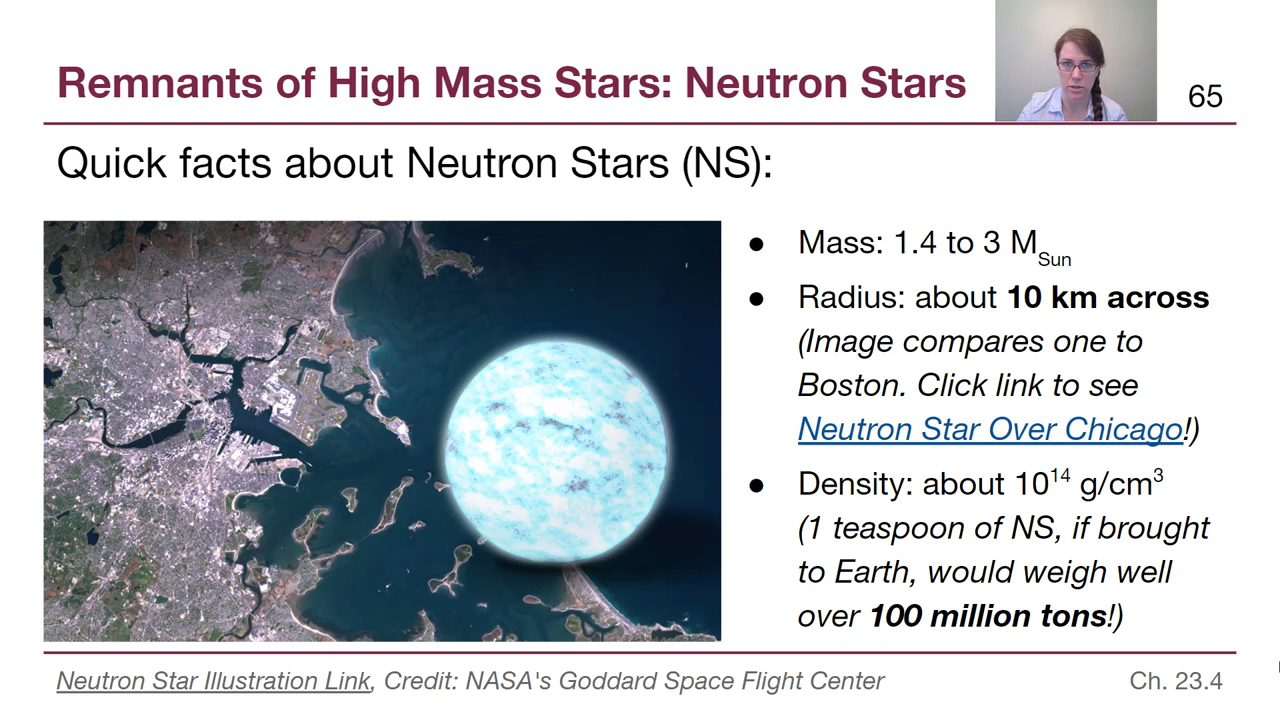 Remnants of High Mass Stars: Neutron Stars
65
Quick facts about Neutron Stars (NS):
● Mass: 1.4 to 3 M_Sun
● Radius: about 10 km across
(Image compares one to
Boston. Click link to see
Neutron Star Over Chicago!)
● Density: about 10¹⁴ g/cm³
(1 teaspoon of NS, if brought
to Earth, would weigh well
over 100 million tons!)
Neutron Star Illustration Link, Credit: NASA's Goddard Space Flight Center
Ch. 23.4